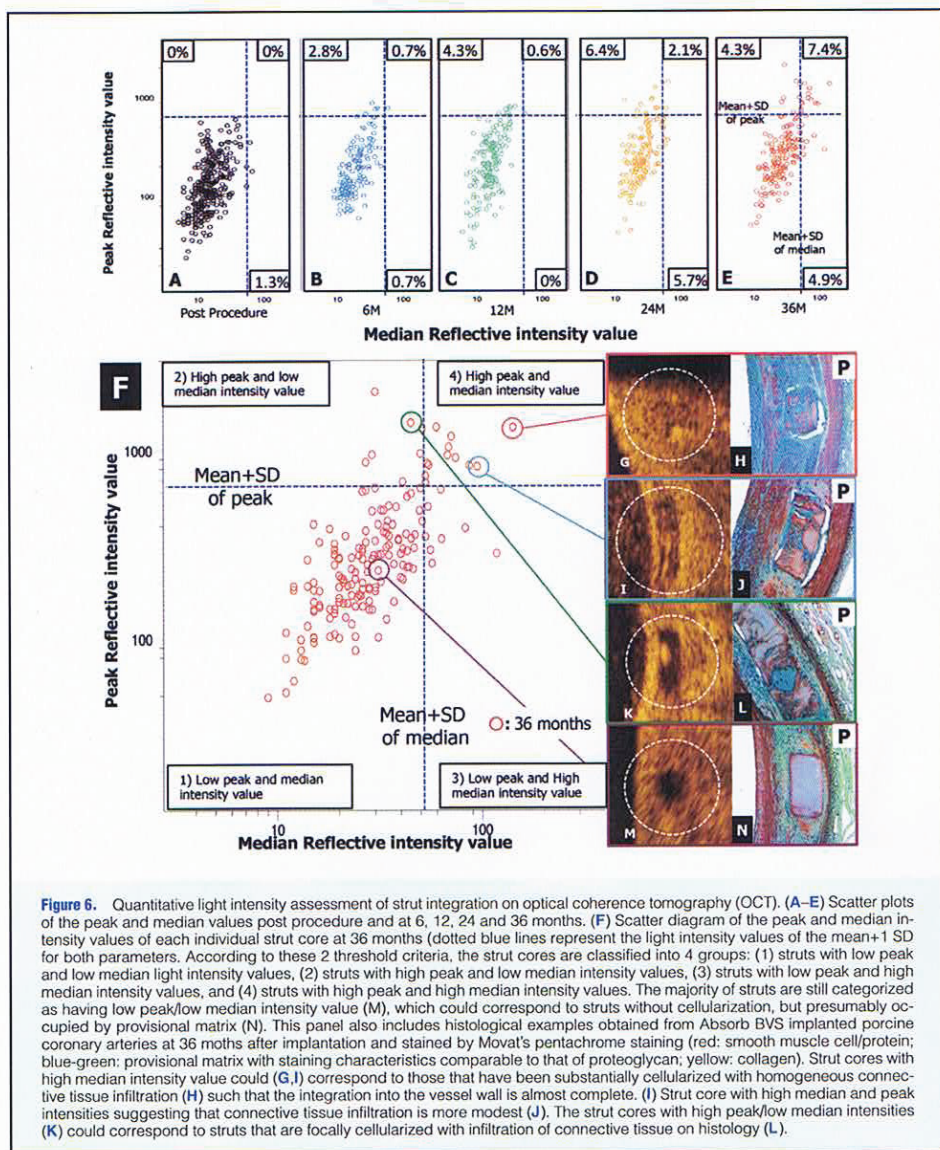 0% 0% 2.8% 0.7% 4.3% 0.6% 6.4% 2.1% 4.3% 7.4%
Peak Reflective intensity value
1000
100
Mean+SD
of peak
Mean+SD
of median
A 1.3% B 0.7% C 0% D 5.7% E 4.9%
10 100 10 100 10 100 10 100 10 100
Post Procedure 6M 12M 24M 36M
Median Reflective intensity value
F
2) High peak and low
median intensity value
4) High peak and
median intensity value
Peak Reflective intensity value
1000
100
Mean+SD
of peak
Mean+SD
of median
: 36 months
1) Low peak and median
intensity value
3) Low peak and High
median intensity value
10 100
Median Reflective intensity value
G H P
I J P
K L P
M N P
Figure 6. Quantitative light intensity assessment of strut integration on optical coherence tomography (OCT). (A–E) Scatter plots
of the peak and median values post procedure and at 6, 12, 24 and 36 months. (F) Scatter diagram of the peak and median in-
tensity values of each individual strut core at 36 months (dotted blue lines represent the light intensity values of the mean+1 SD
for both parameters. According to these 2 threshold criteria, the strut cores are classified into 4 groups: (1) struts with low peak
and low median light intensity values, (2) struts with high peak and low median intensity values, (3) struts with low peak and high
median intensity values, and (4) struts with high peak and high median intensity values. The majority of struts are still categorized
as having low peak/low median intensity value (M), which could correspond to struts without cellularization, but presumably oc-
cupied by provisional matrix (N). This panel also includes histological examples obtained from Absorb BVS implanted porcine
coronary arteries at 36 moths after implantation and stained by Movat's pentachrome staining (red: smooth muscle cell/protein;
blue-green: provisional matrix with staining characteristics comparable to that of proteoglycan; yellow: collagen). Strut cores with
high median intensity value could (G,I) correspond to those that have been substantially cellularized with homogeneous connec-
tive tissue infiltration (H) such that the integration into the vessel wall is almost complete. (I) Strut core with high median and peak
intensities suggesting that connective tissue infiltration is more modest (J). The strut cores with high peak/low median intensities
(K) could correspond to struts that are focally cellularized with infiltration of connective tissue on histology (L).